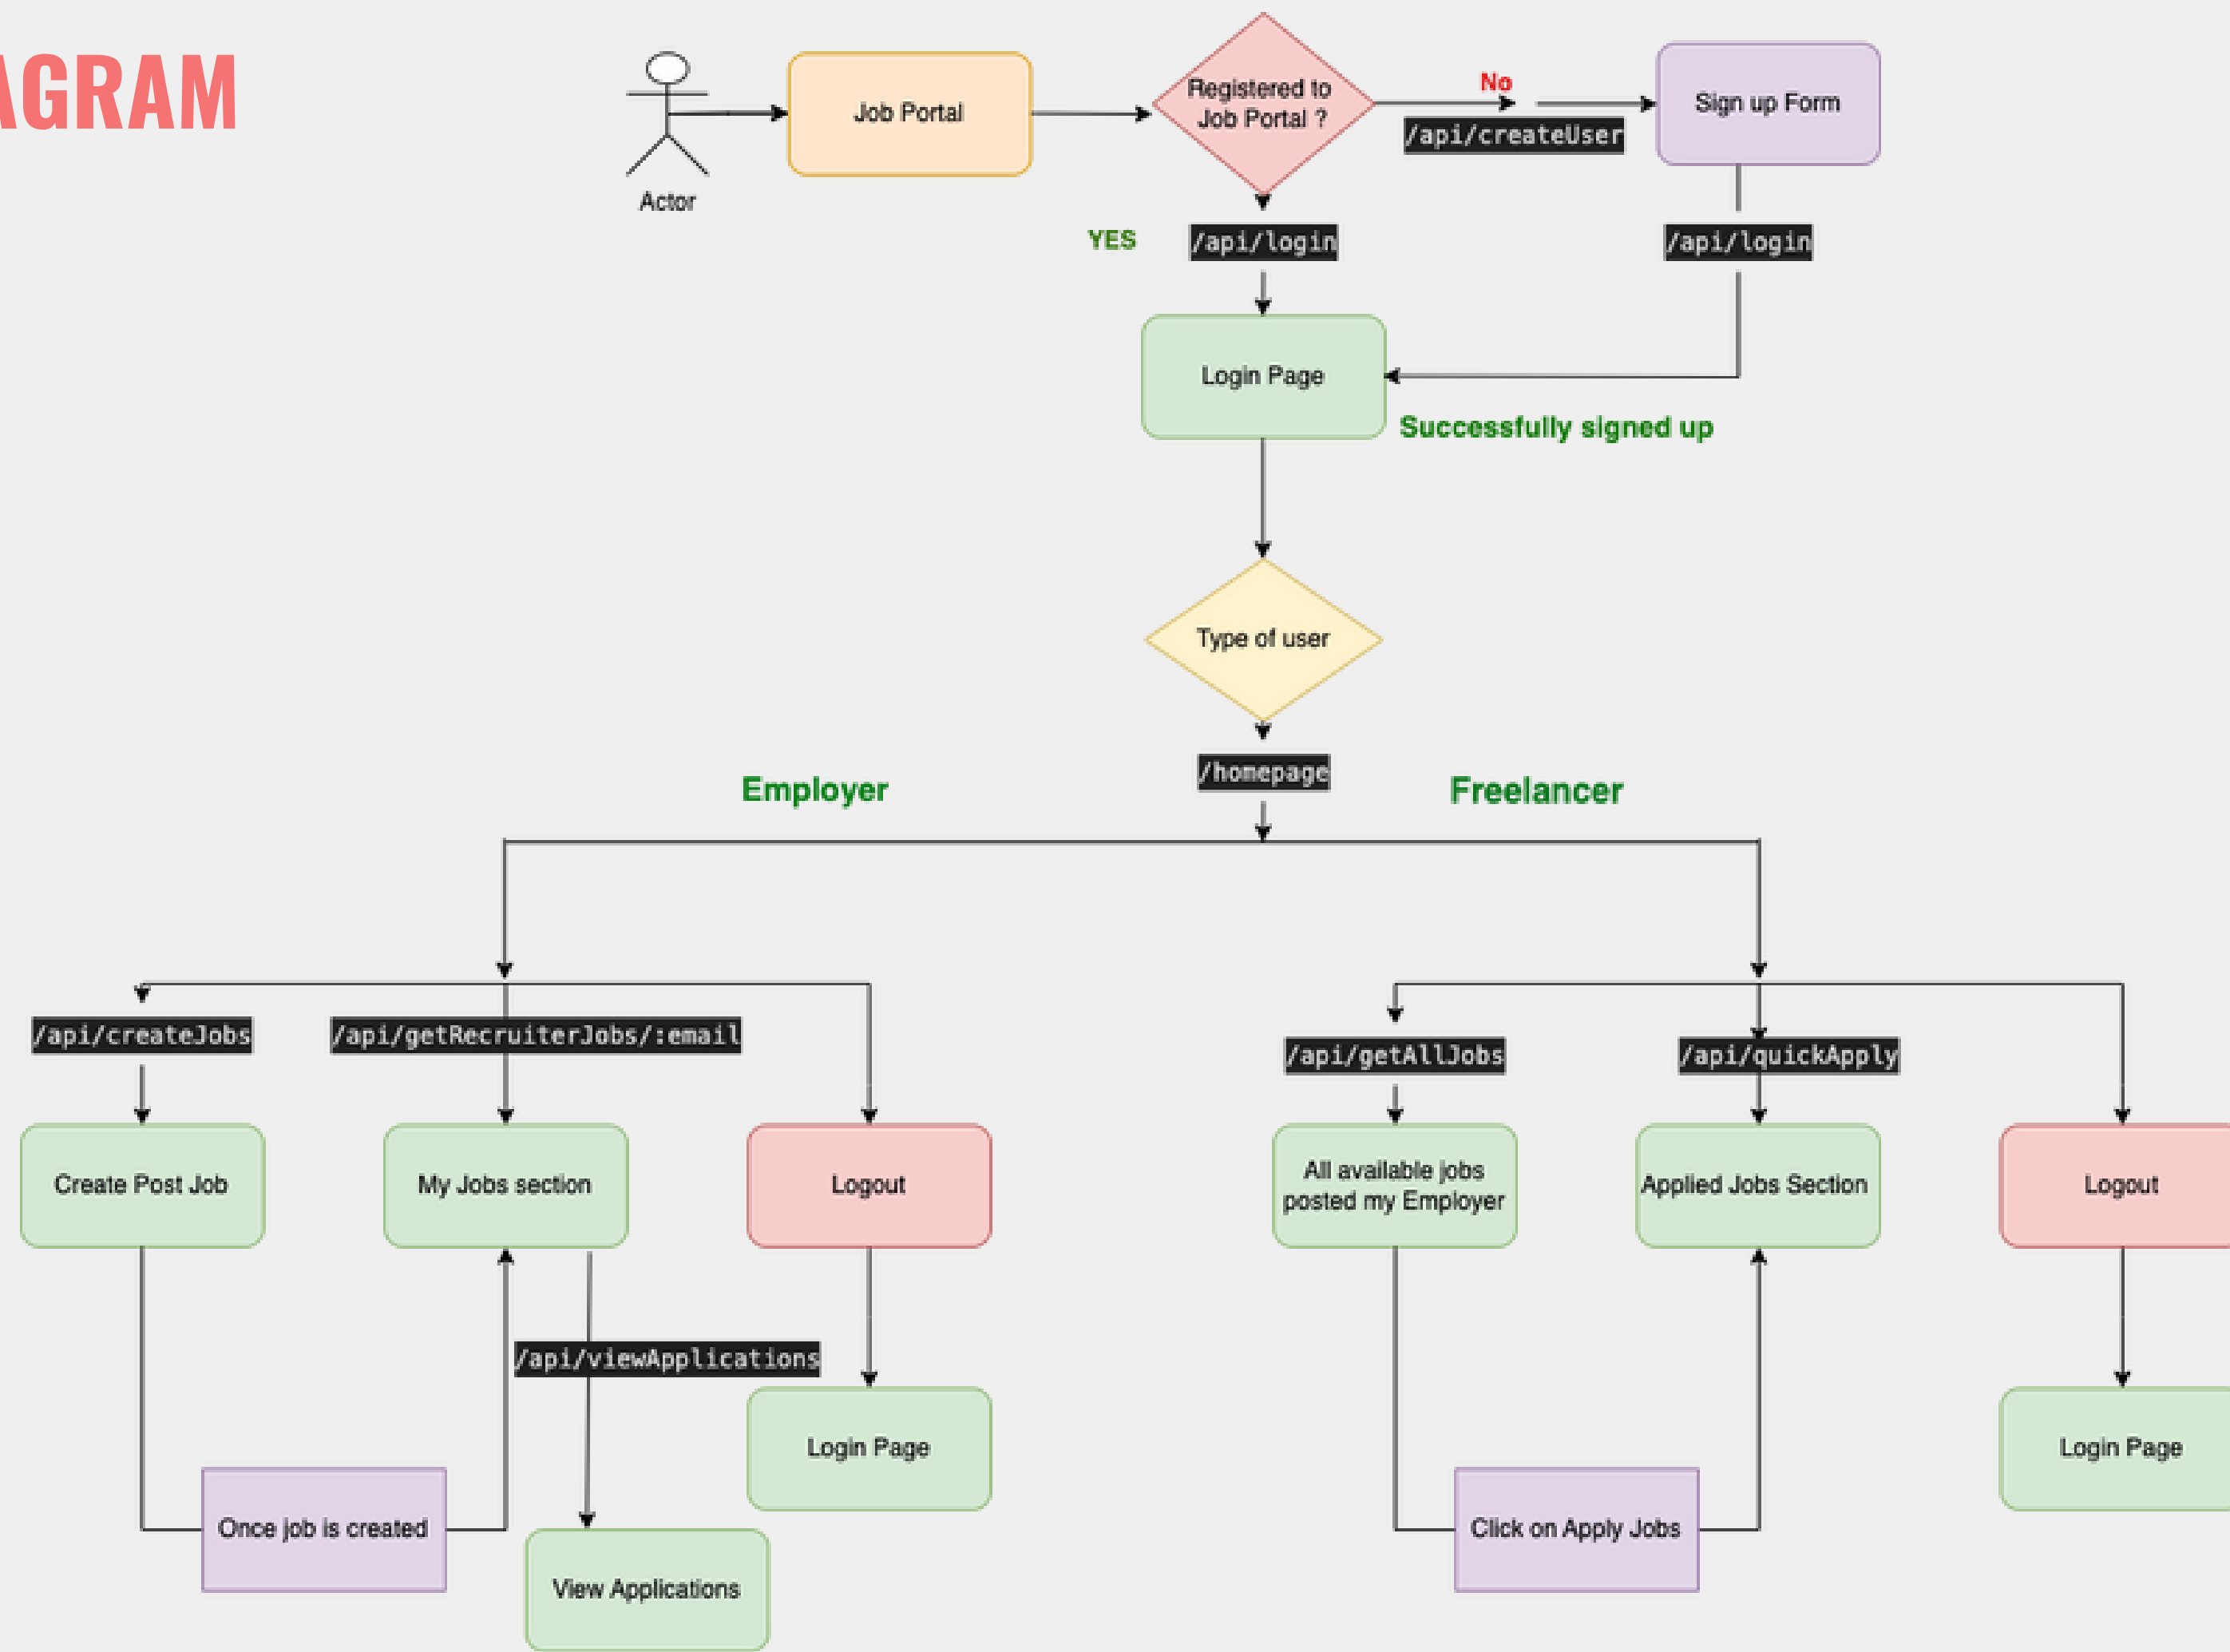 AGRAM
Actor
Job Portal
Registered to
Job Portal ?
No
/api/createUser
Sign up Form
YES
/api/login
/api/login
Login Page
Successfully signed up
Type of user
/homepage
Employer
Freelancer
/api/createJobs
/api/getRecruiterJobs/:email
/api/getAllJobs
/api/quickApply
Create Post Job
My Jobs section
Logout
All available jobs
posted my Employer
Applied Jobs Section
Logout
/api/viewApplications
Login Page
Login Page
Once job is created
Click on Apply Jobs
View Applications